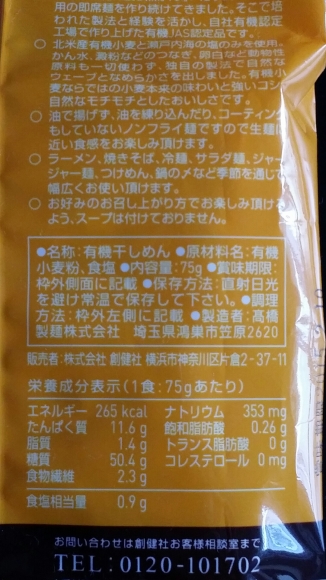 用の即席麺を作り続けてきました。そこで培
われた製法と経験を活かし、自社有機認定
工場で作り上げた有機JAS認定品です。
○ 北米産有機小麦と瀬戸内海の塩のみを使用。
かん水、澱粉などのつなぎ、卵白など動物性
原料も一切使わず、独自の製法で自然な
ウェーブとなめらかさを出しました。有機小
麦ならではの小麦本来の味わいと強いコシ、
自然なモチモチとしたおいしさです。
○ 油で揚げず、油を練り込んだり、コーティング
もしていないノンフライ麺ですので生麺に
近い食感をお楽しみ頂けます。
○ ラーメン、焼きそば、冷麺、サラダ麺、ジャー
ジャー麺、つけめん、鍋の〆など季節を通して
幅広くお使い頂けます。
○ お好みのお召し上がり方でお楽しみ頂ける
よう、スープは付けておりません。
●名称:有機干しめん ●原材料名:有機
小麦粉、食塩 ●内容量:75g ●賞味期限:
枠外側面に記載 ●保存方法:直射日光
を避け常温で保存して下さい。 ●調理
方法:枠外左側に記載 ●製造者:高橋
製麺株式会社 埼玉県鴻巣市笠原2620
販売者:株式会社 創健社 横浜市神奈川区片倉2-37-11
栄養成分表示(1食:75gあたり)
エネルギー 265 kcal ナトリウム 353 mg
たんぱく質 11.6 g 飽和脂肪酸 0.26 g
脂質 1.4 g トランス脂肪酸 0 g
糖質 50.4 g コレステロール 0 mg
食物繊維 2.3 g
食塩相当量 0.9 g
お問い合わせは創健社お客様相談室まで
TEL:0120-101702